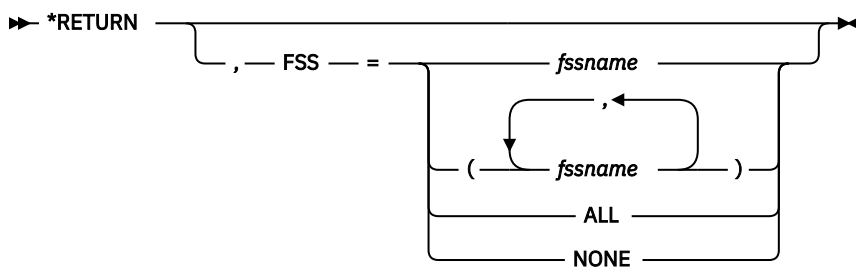 *RETURN
, FSS = fssname
,
( fssname )
ALL
NONE